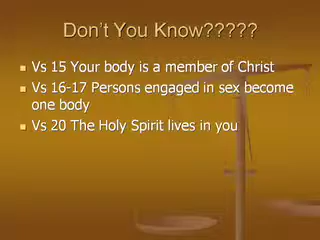 Don't You Know?????
Vs 15 Your body is a member of Christ
Vs 16-17 Persons engaged in sex become
one body
Vs 20 The Holy Spirit lives in you